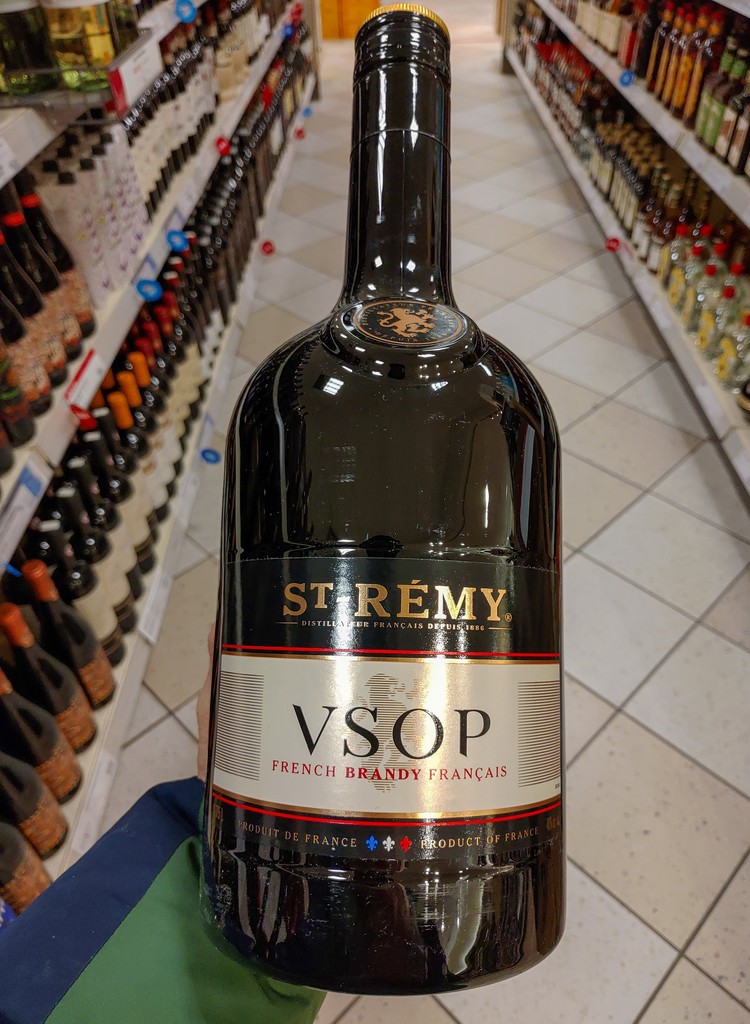 ST-RÉMY®
DISTILLATEUR FRANÇAIS DEPUIS 1886
VSOP
FRENCH BRANDY FRANÇAIS
PRODUIT DE FRANCE PRODUCT OF FRANCE